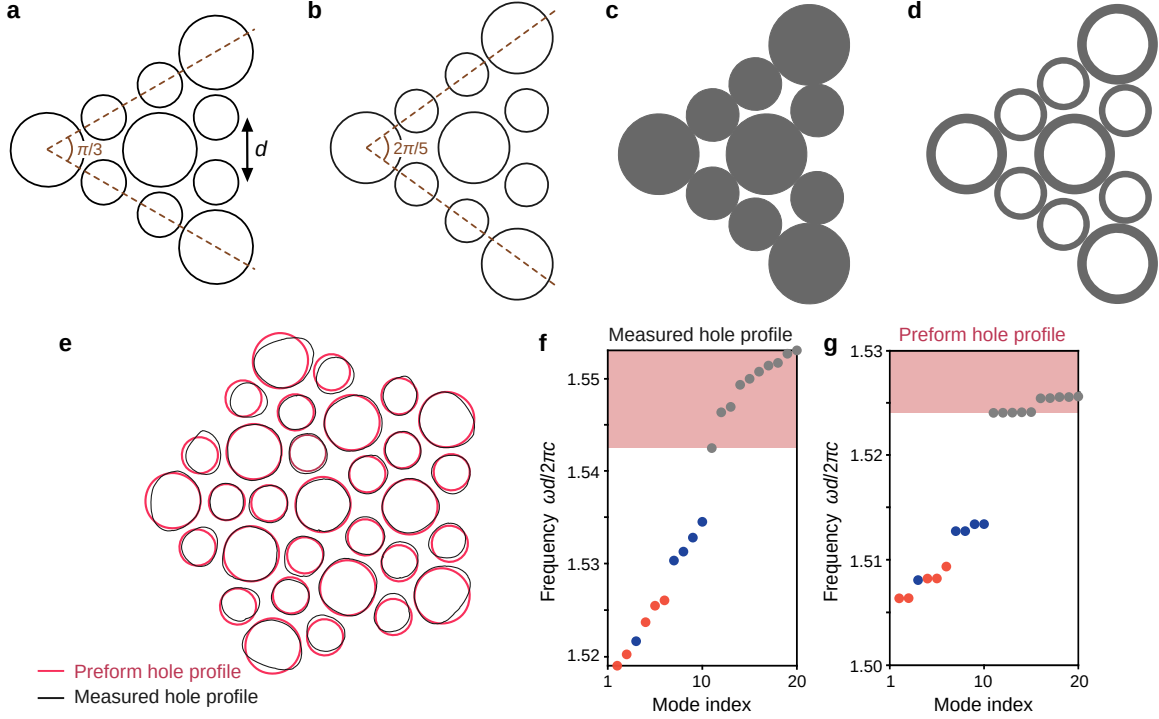 a
b
c
d
π/3
d
2π/5
e
Preform hole profile
Measured hole profile
f
Measured hole profile
1.55
1.54
1.53
1.52
Frequency ωd/2πc
1
10
20
Mode index
g
Preform hole profile
1.53
1.52
1.51
1.50
Frequency ωd/2πc
1
10
20
Mode index